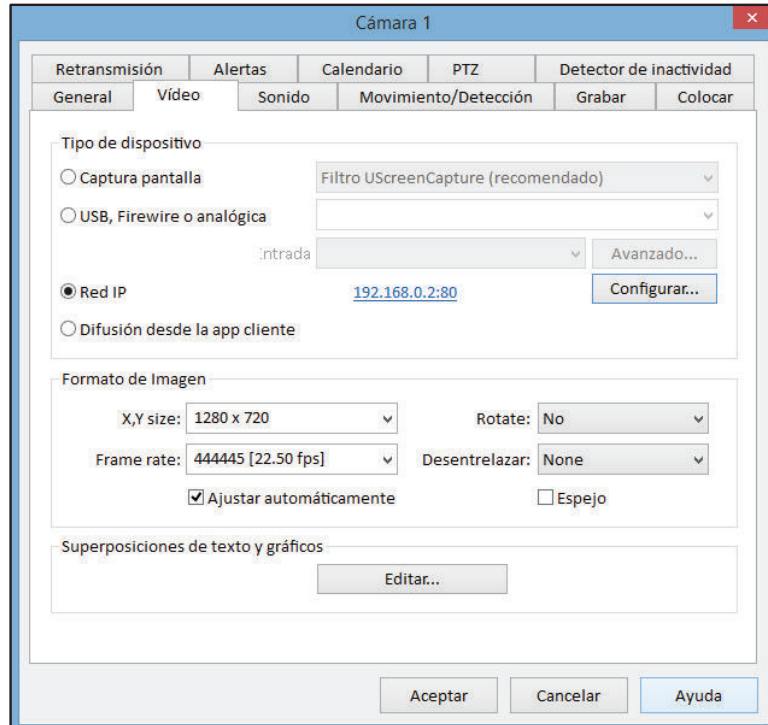 Cámara 1
Retransmisión Alertas Calendario PTZ Detector de inactividad
General Vídeo Sonido Movimiento/Detección Grabar Colocar
Tipo de dispositivo
Captura pantalla Filtro UScreenCapture (recomendado)
USB, Firewire o analógica
:ntrada Avanzado...
Red IP 192.168.0.2:80 Configurar...
Difusión desde la app cliente
Formato de Imagen
X,Y size: 1280 x 720 Rotate: No
Frame rate: 444445 [22.50 fps] Desentrelazar: None
Ajustar automáticamente Espejo
Superposiciones de texto y gráficos
Editar...
Aceptar Cancelar Ayuda